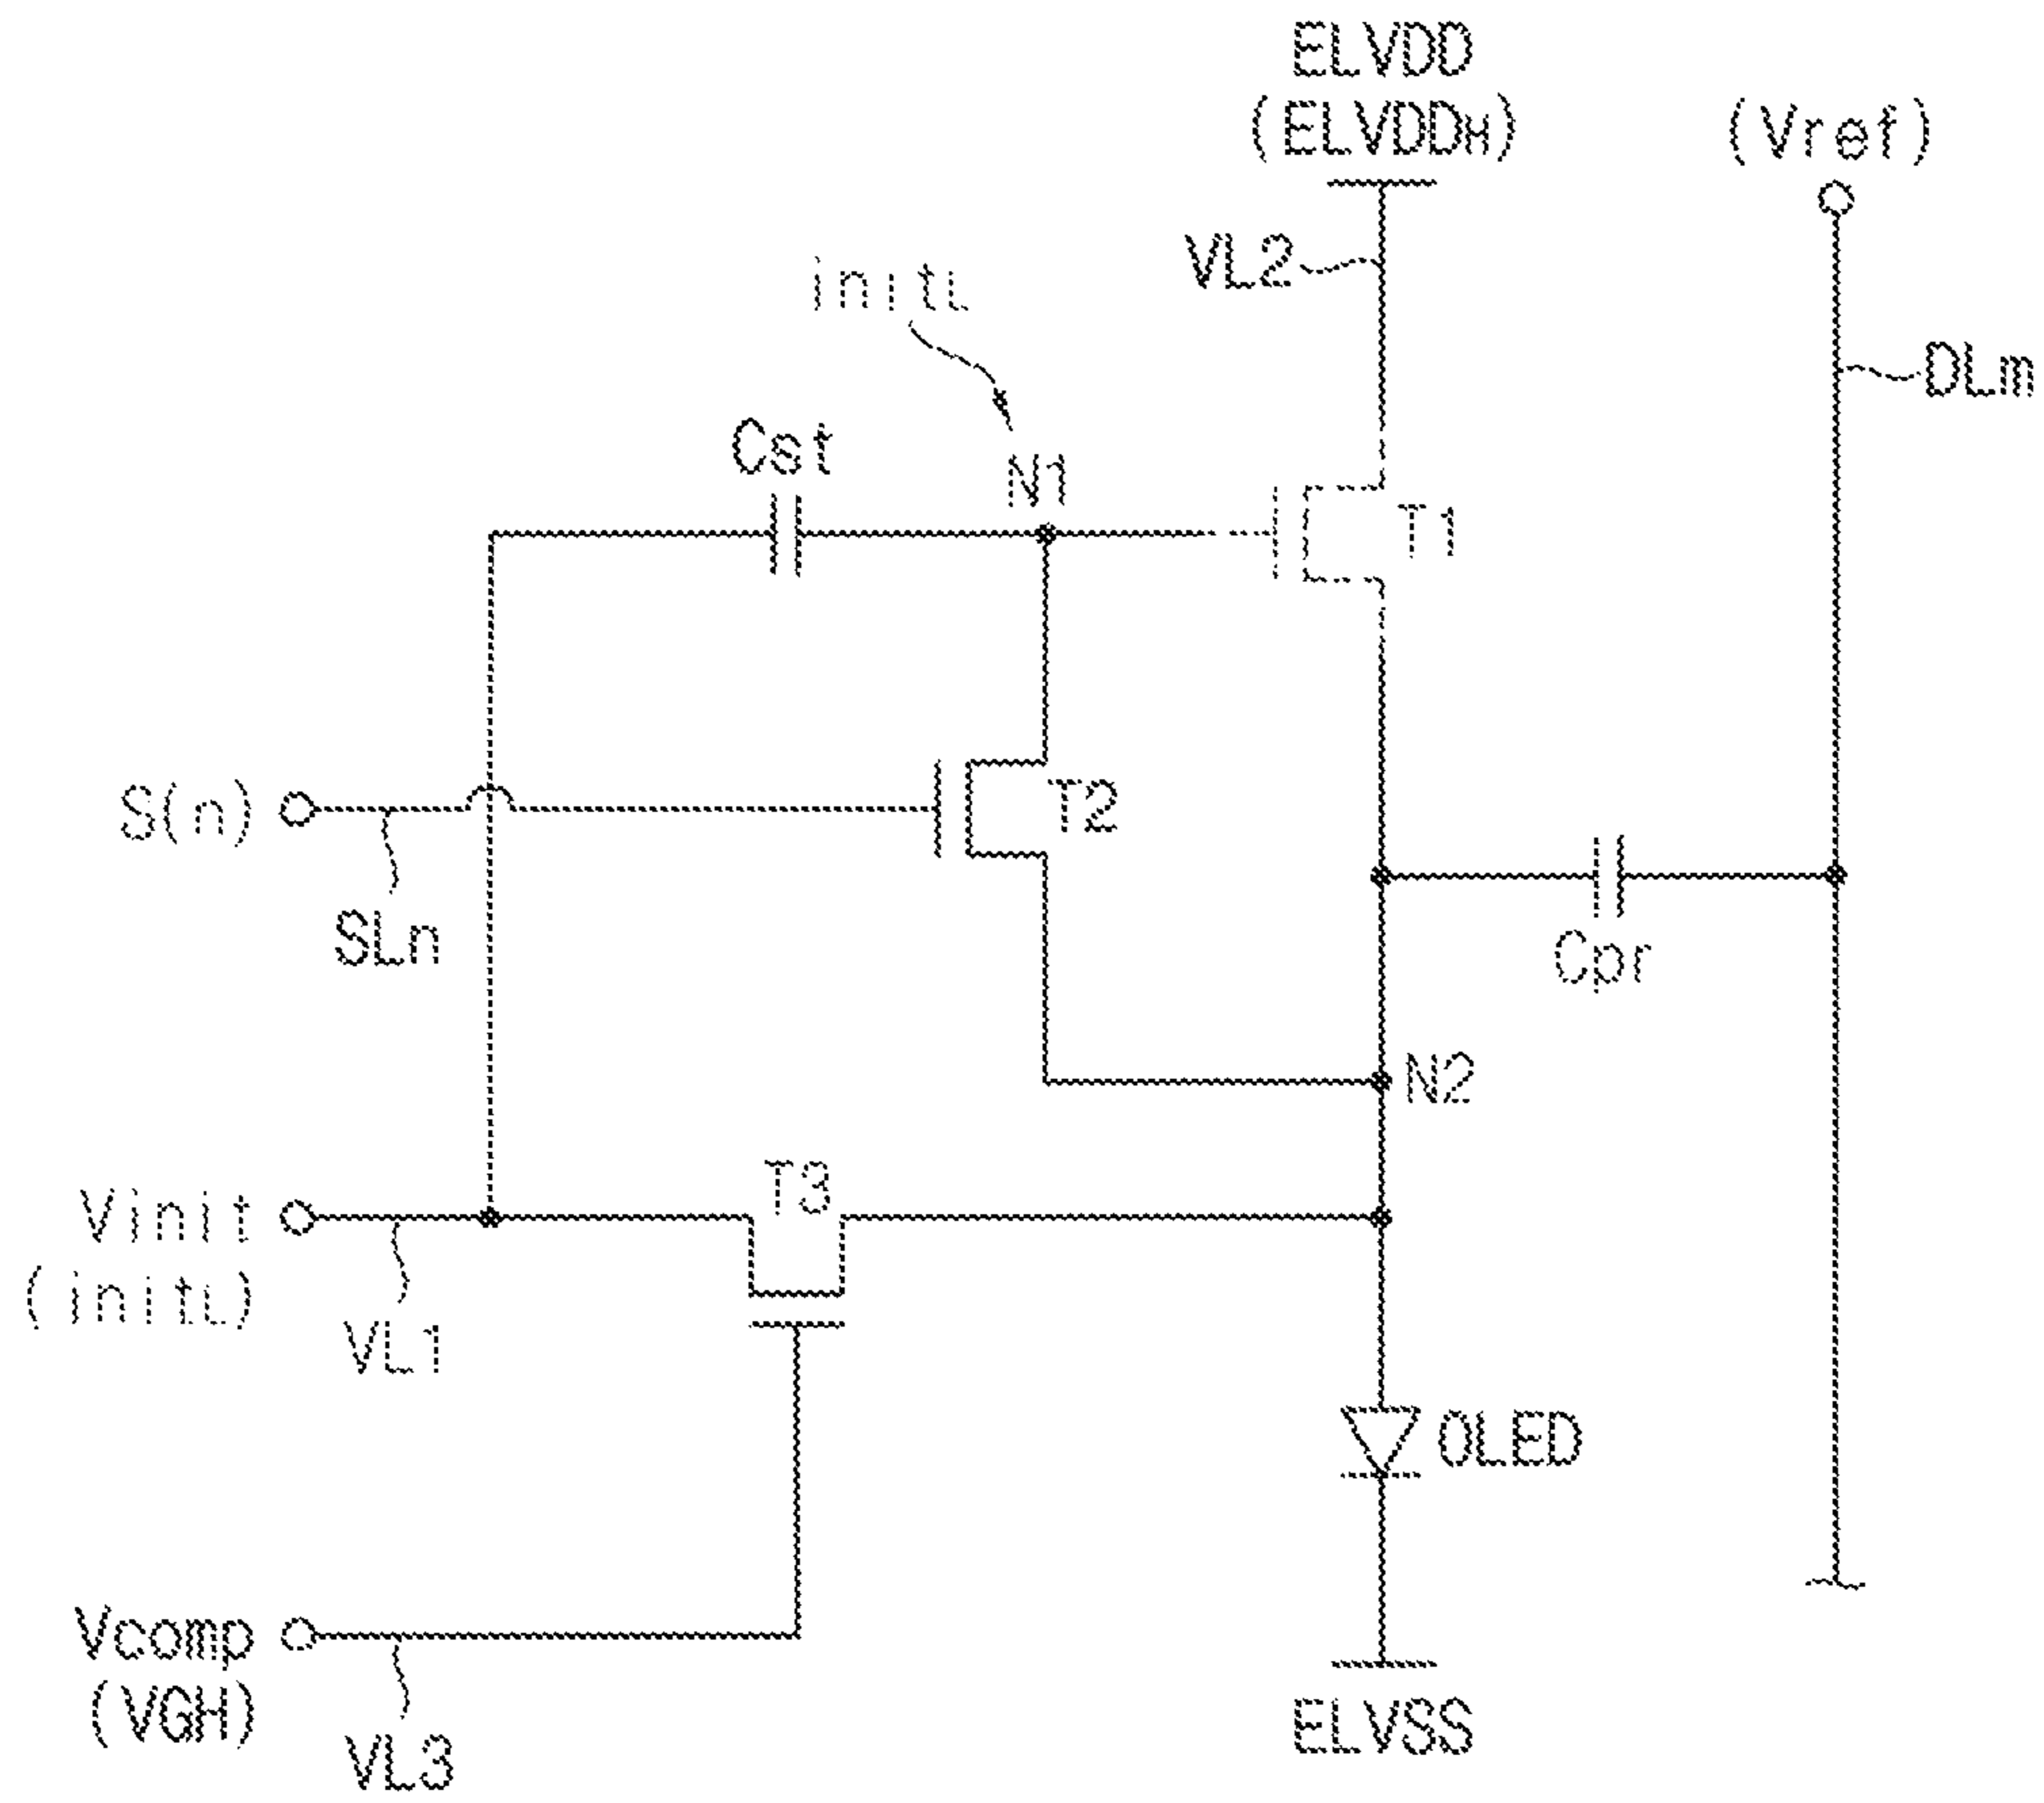 ELVDD
(ELVDDH)
(Vref)
VL2
initL
DLm
Cst
N1
T1
S(n)
T2
SLn
Cpr
N2
T3
Vinit
(initL)
VL1
OLED
Vcomp
(VGH)
VL3
ELVSS